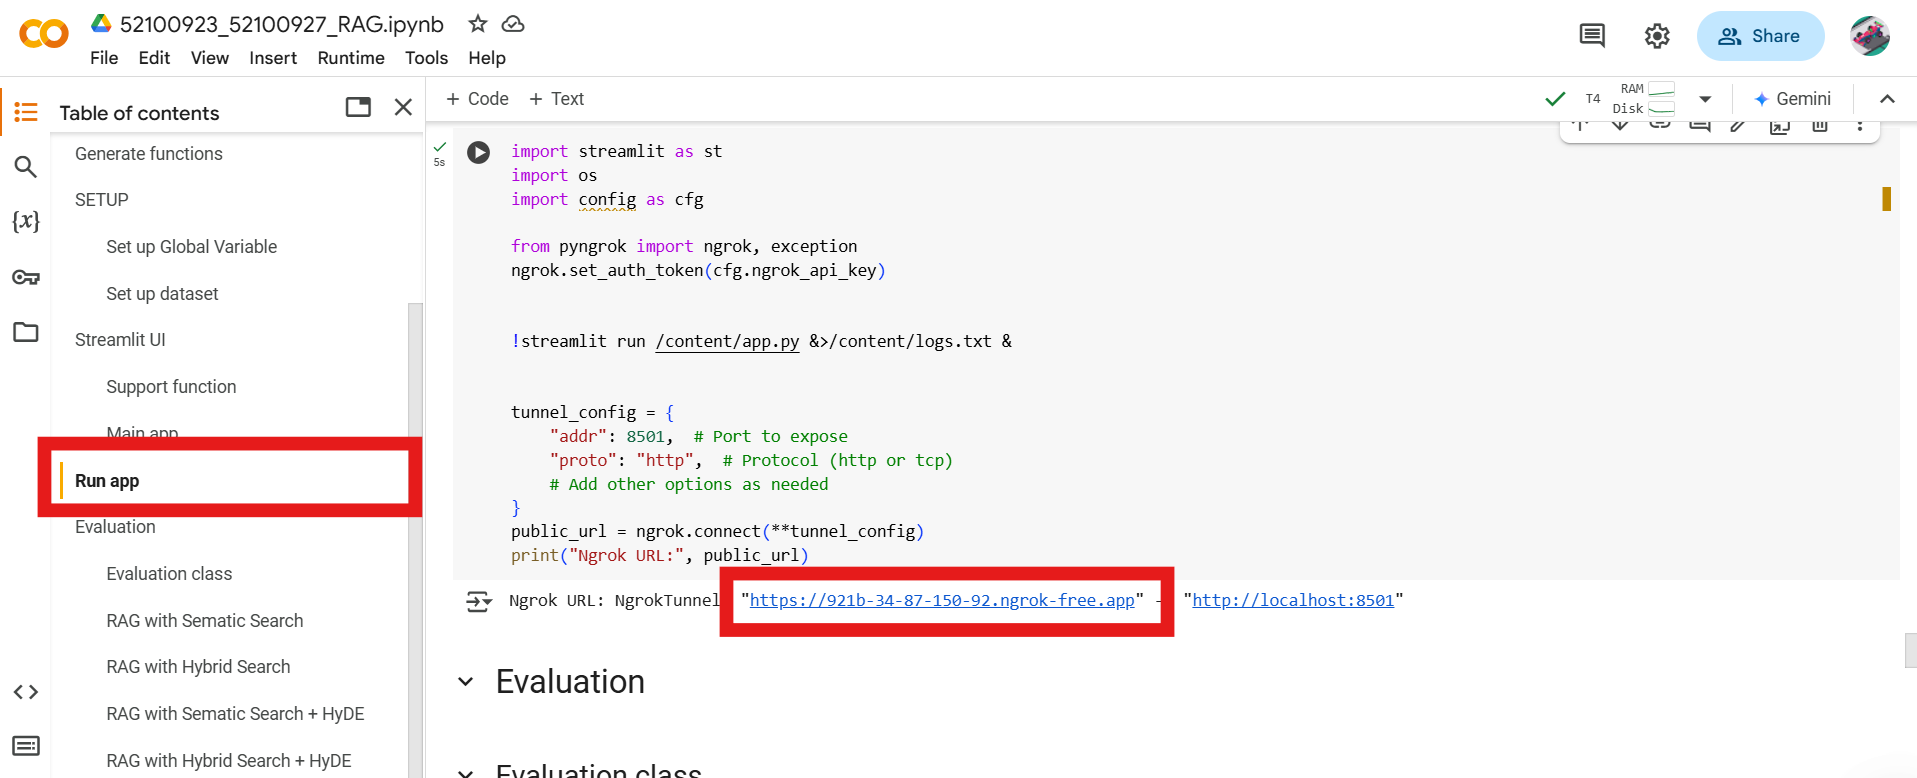 52100923_52100927_RAG.ipynb
File Edit View Insert Runtime Tools Help
Share
Table of contents
Generate functions
SETUP
Set up Global Variable
Set up dataset
Streamlit UI
Support function
Main app
Run app
Evaluation
Evaluation class
RAG with Sematic Search
RAG with Hybrid Search
RAG with Sematic Search + HyDE
RAG with Hybrid Search + HyDE
+ Code + Text
T4
RAM
Disk
Gemini
5s
import streamlit as st
import os
import config as cfg
from pyngrok import ngrok, exception
ngrok.set_auth_token(cfg.ngrok_api_key)
!streamlit run /content/app.py &>/content/logs.txt &
tunnel_config = {
"addr": 8501, # Port to expose
"proto": "http", # Protocol (http or tcp)
# Add other options as needed
}
public_url = ngrok.connect(**tunnel_config)
print("Ngrok URL:", public_url)
Ngrok URL: NgrokTunnel "https://921b-34-87-150-92.ngrok-free.app" - "http://localhost:8501"
Evaluation
Evaluation class